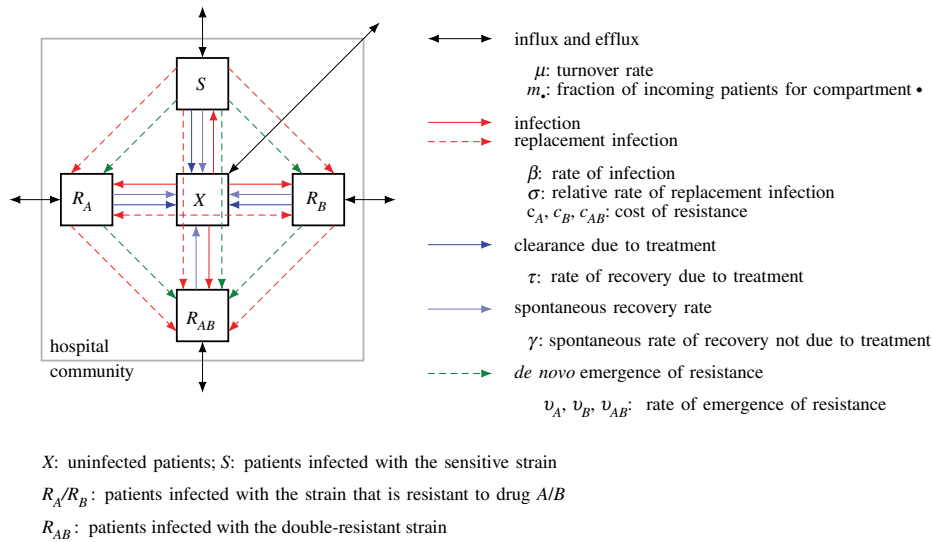 S
R_A
X
R_B
R_AB
hospital
community
influx and efflux
μ: turnover rate
m_•: fraction of incoming patients for compartment •
infection
replacement infection
β: rate of infection
σ: relative rate of replacement infection
c_A, c_B, c_AB: cost of resistance
clearance due to treatment
τ: rate of recovery due to treatment
spontaneous recovery rate
γ: spontaneous rate of recovery not due to treatment
de novo emergence of resistance
υ_A, υ_B, υ_AB: rate of emergence of resistance
X: uninfected patients; S: patients infected with the sensitive strain
R_A/R_B: patients infected with the strain that is resistant to drug A/B
R_AB: patients infected with the double-resistant strain